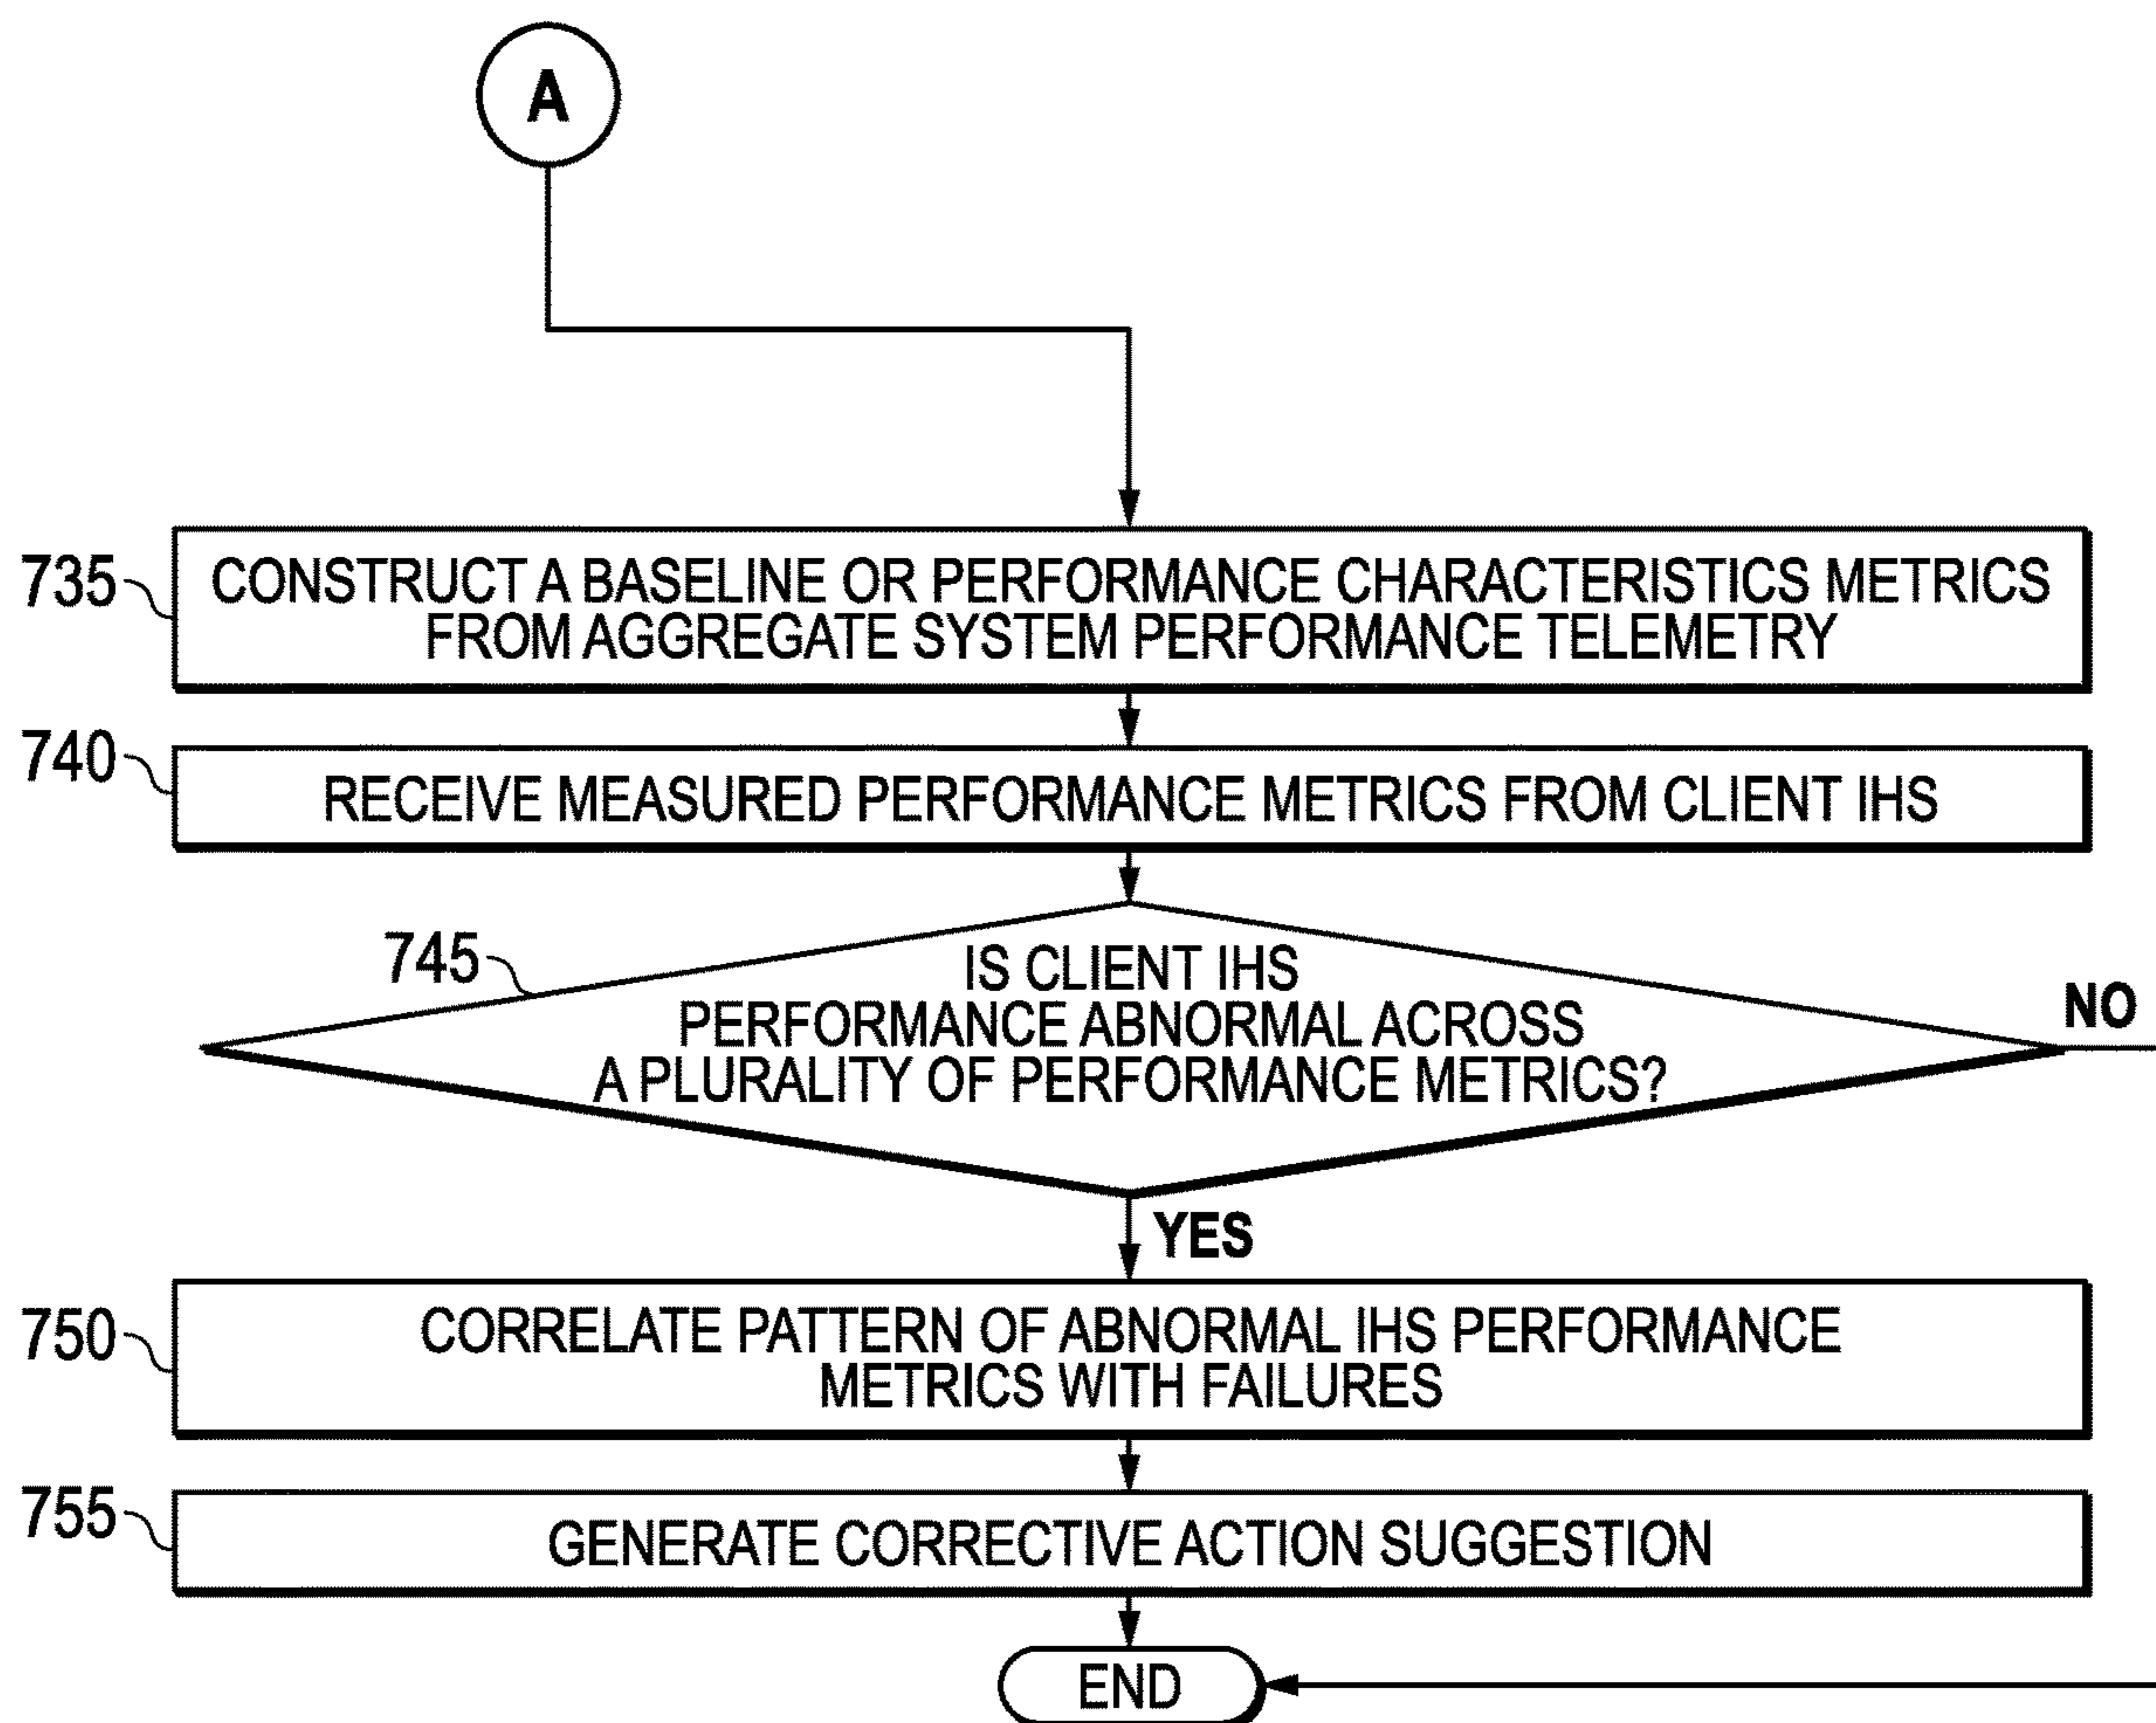 A
735
CONSTRUCT A BASELINE OR PERFORMANCE CHARACTERISTICS METRICS
FROM AGGREGATE SYSTEM PERFORMANCE TELEMETRY
740
RECEIVE MEASURED PERFORMANCE METRICS FROM CLIENT IHS
745
IS CLIENT IHS
PERFORMANCE ABNORMAL ACROSS
A PLURALITY OF PERFORMANCE METRICS?
NO
YES
750
CORRELATE PATTERN OF ABNORMAL IHS PERFORMANCE
METRICS WITH FAILURES
755
GENERATE CORRECTIVE ACTION SUGGESTION
END